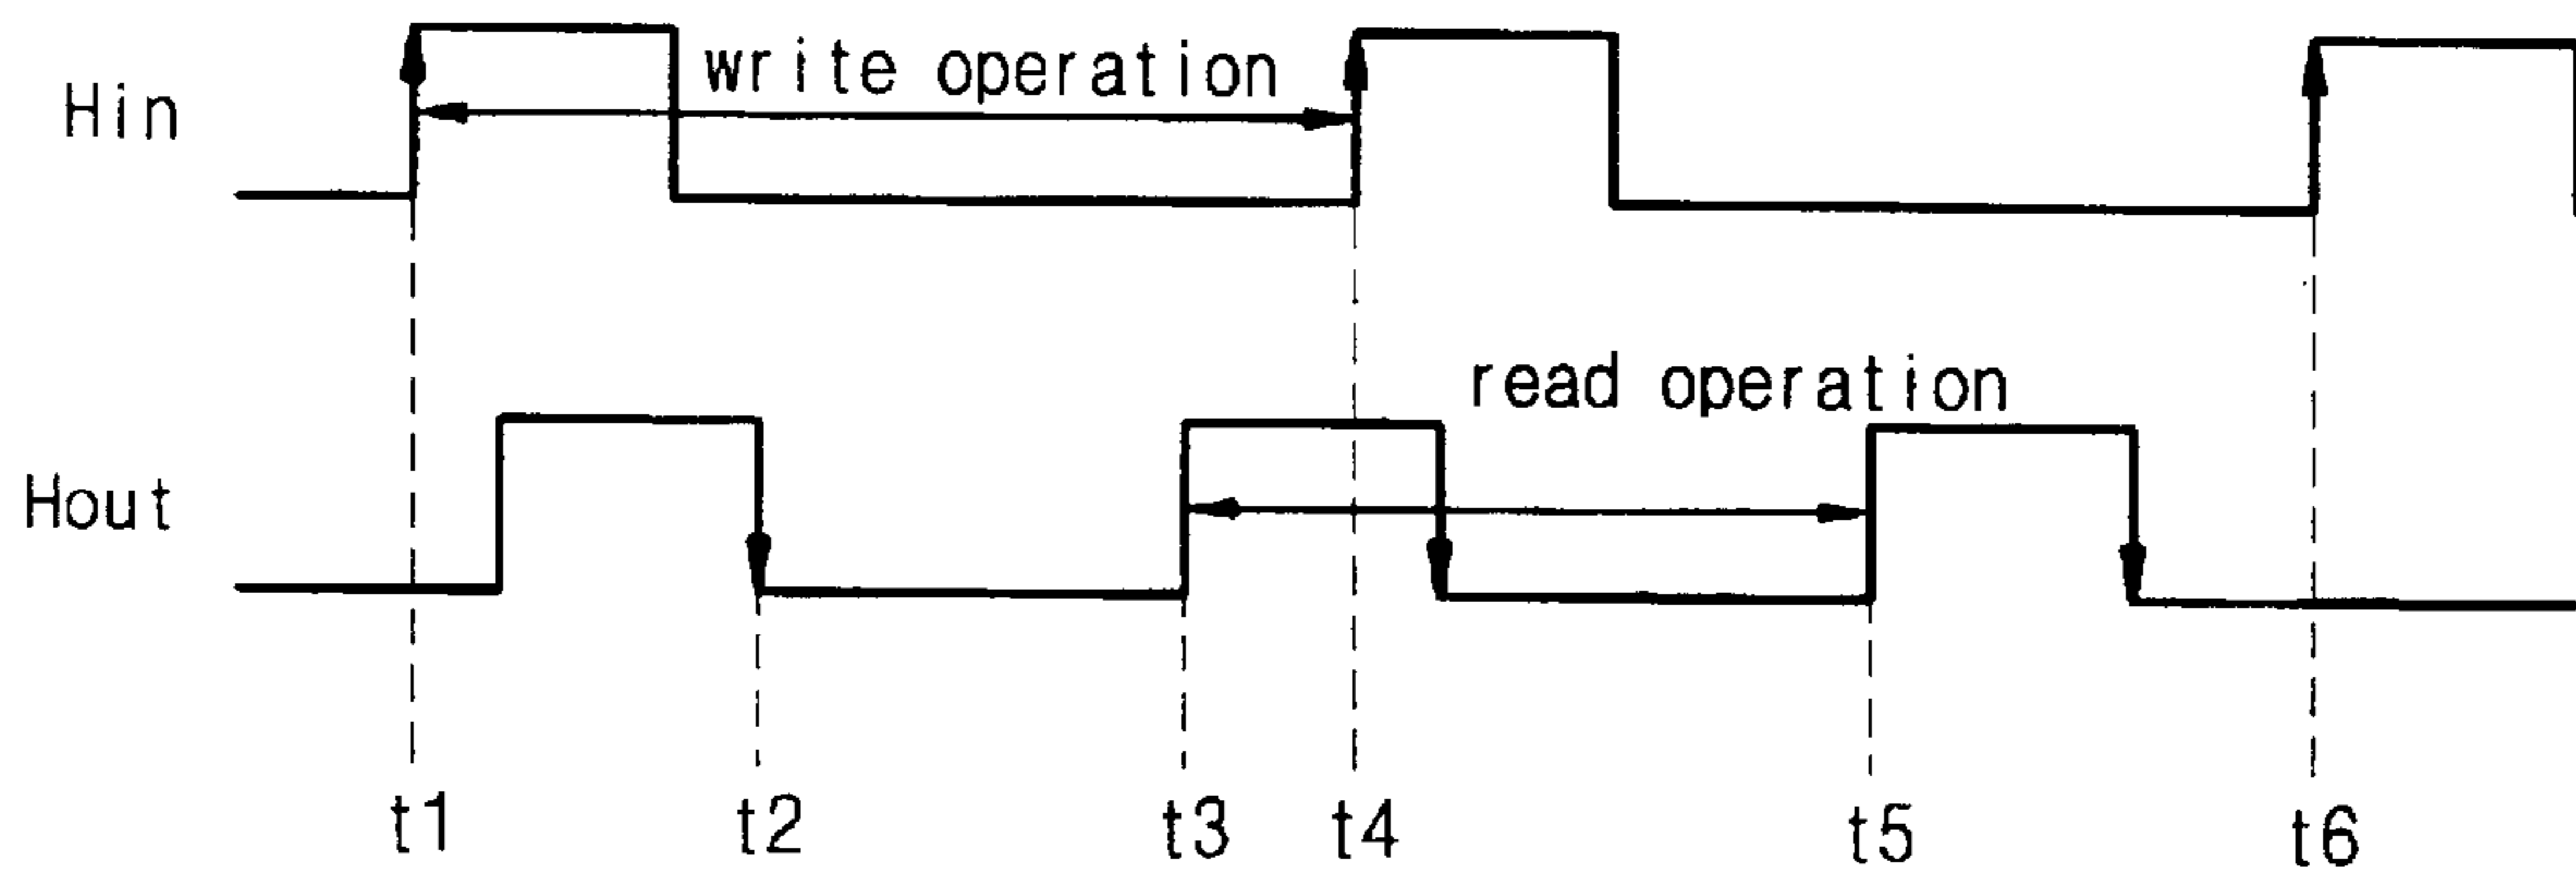 Hin
write operation
read operation
Hout
t1 t2 t3 t4 t5 t6